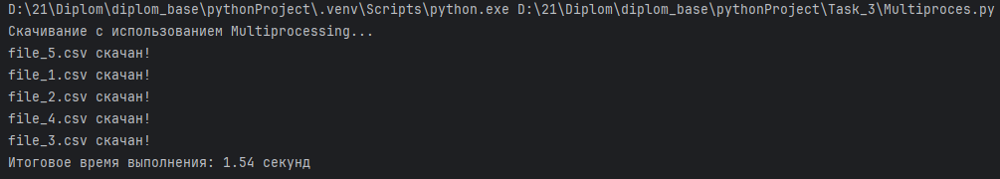 D:\21\Diplom\diplom_base\pythonProject\.venv\Scripts\python.exe D:\21\Diplom\diplom_base\pythonProject\Task_3\Multiproces.py
Скачивание с использованием Multiprocessing...
file_5.csv скачан!
file_1.csv скачан!
file_2.csv скачан!
file_4.csv скачан!
file_3.csv скачан!
Итоговое время выполнения: 1.54 секунд